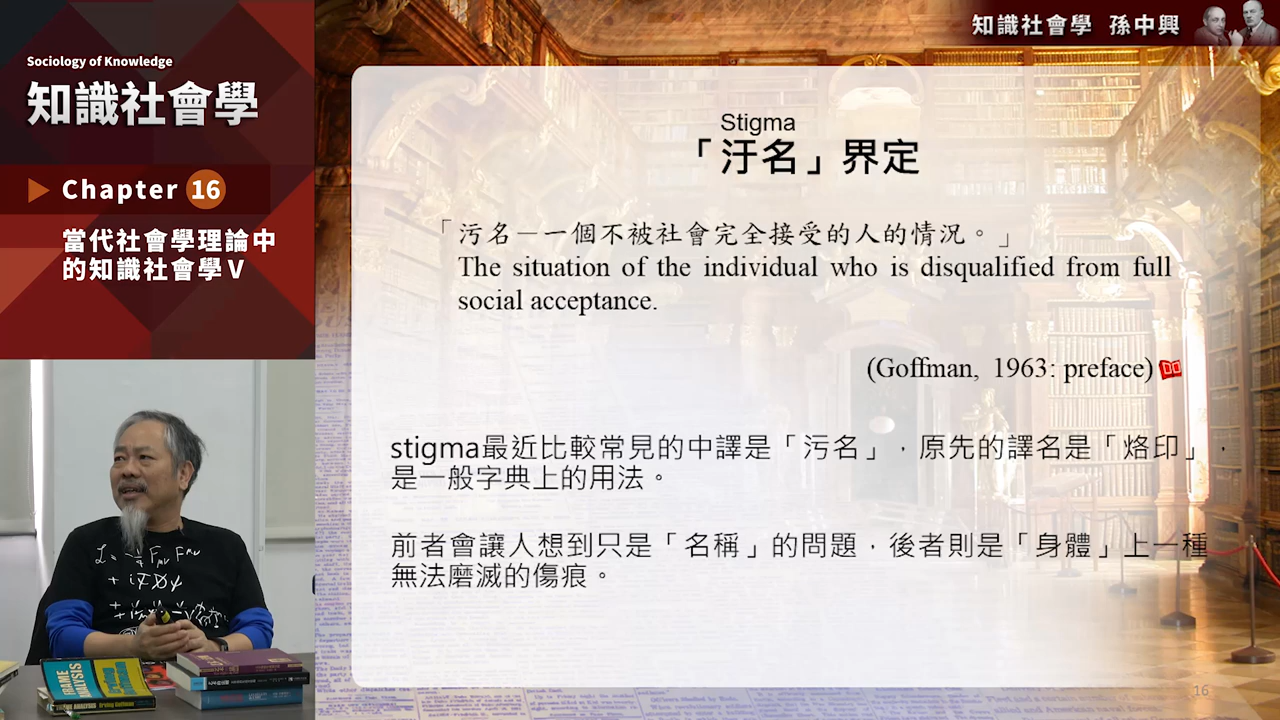 Sociology of Knowledge
知識社會學
Chapter 16
當代社會學理論中
的知識社會學 V
知識社會學 孫中興
Stigma
「汙名」界定
「污名－一個不被社會完全接受的人的情況。」
The situation of the individual who is disqualified from full
social acceptance.
(Goffman, 1963: preface)
stigma最近比較常見的中譯是「污名」，原先的譯名是「烙印」，
是一般字典上的用法。
前者會讓人想到只是「名稱」的問題，後者則是「身體」上一種
無法磨滅的傷痕。
16
FRAME
ANALYSIS